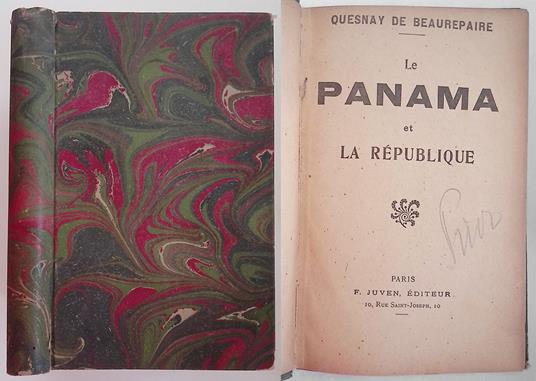 QUESNAY DE BEAUREPAIRE
Le
PANAMA
et
LA RÉPUBLIQUE
PARIS
F. JUVEN, ÉDITEUR
10, RUE SAINT-JOSEPH, 10